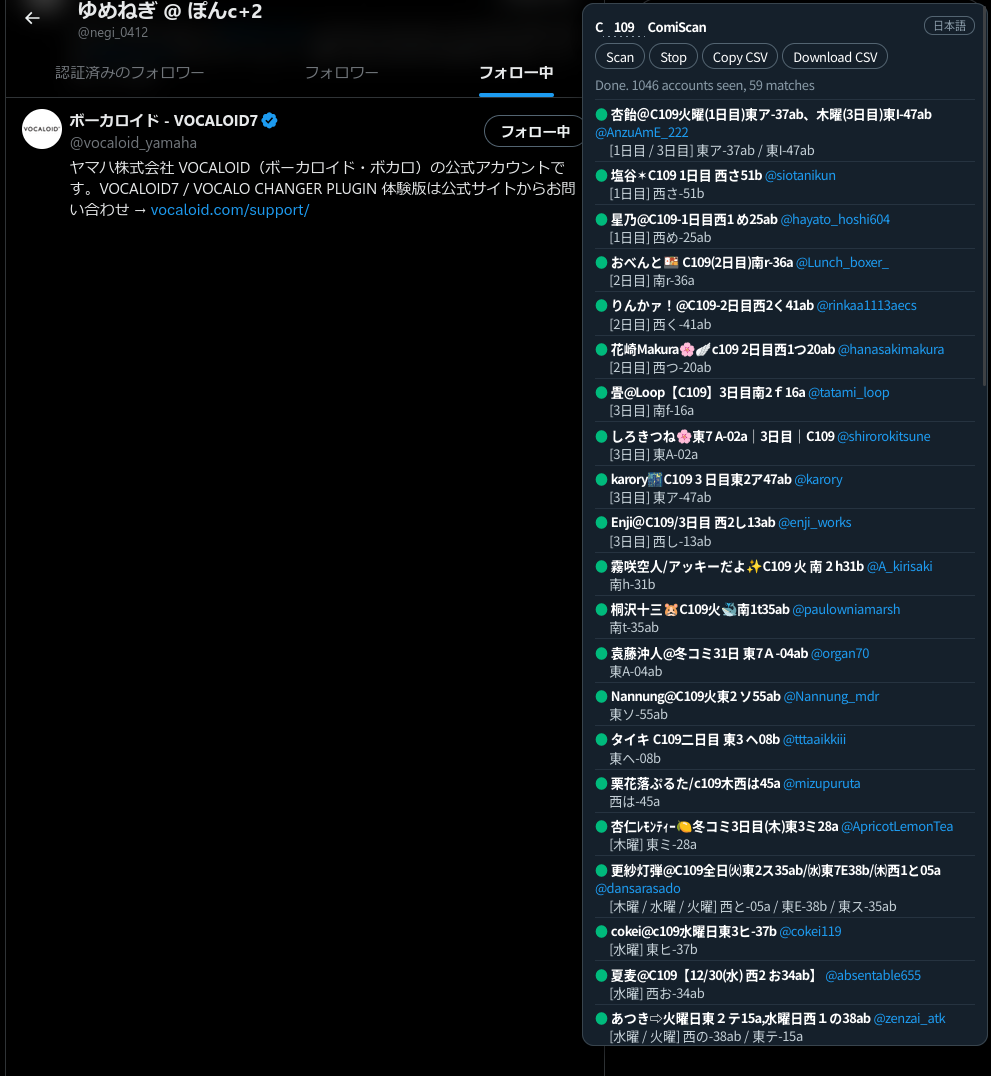 ゆめねぎ @ ぽんc+2
@negi_0412
認証済みのフォロワー
フォロワー
フォロー中
VOCALOID
ボーカロイド - VOCALOID7
フォロー中
@vocaloid_yamaha
ヤマハ株式会社 VOCALOID（ボーカロイド・ボカロ）の公式アカウントで
す。VOCALOID7 / VOCALO CHANGER PLUGIN 体験版は公式サイトからお問
い合わせ → vocaloid.com/support/
C 109 ComiScan
日本語
Scan
Stop
Copy CSV
Download CSV
Done. 1046 accounts seen, 59 matches
杏飴@C109火曜(1日目)東ア-37ab、木曜(3日目)東I-47ab
@AnzuAmE_222
[1日目 / 3日目] 東ア-37ab / 東I-47ab
塩谷＊C109 1日目 西さ51b @siotanikun
[1日目] 西さ-51b
星乃@C109-1日目西1 め25ab @hayato_hoshi604
[1日目] 西め-25ab
おべんと🍱 C109(2日目)南r-36a @Lunch_boxer_
[2日目] 南r-36a
りんかァ！@C109-2日目西2く41ab @rinkaa1113aecs
[2日目] 西く-41ab
花崎Makura🌸🪽c109 2日目西1つ20ab @hanasakimakura
[2日目] 西つ-20ab
畳@Loop【C109】3日目南2ｆ16a @tatami_loop
[3日目] 南f-16a
しろきつね🌸東7 A-02a｜3日目｜C109 @shirorokitsune
[3日目] 東A-02a
karory🌃C109 3 日目東2ア47ab @karory
[3日目] 東ア-47ab
Enji@C109/3日目 西2し13ab @enji_works
[3日目] 西し-13ab
霧咲空人/アッキーだよ✨C109 火 南 2 h31b @A_kirisaki
南h-31b
桐沢十三🐹C109火🐳南1t35ab @paulowniamarsh
南t-35ab
袁藤沖人@冬コミ31日 東7Ａ-04ab @organ70
東A-04ab
Nannung@C109火東2 ソ55ab @Nannung_mdr
東ソ-55ab
タイキ C109二日目 東3 ヘ08b @tttaaikkiii
東ヘ-08b
栗花落ぷるた/c109木西は45a @mizupuruta
西は-45a
杏仁ﾚﾓﾝﾃｨｰ🍋冬コミ3日目(木)東3ミ28a @ApricotLemonTea
[木曜] 東ミ-28a
更紗灯弾@C109全日㈫東2ス35ab/㈬東7E38b/㈭西1と05a
@dansarasado
[木曜 / 水曜 / 火曜] 西と-05a / 東E-38b / 東ス-35ab
cokei@c109水曜日東3ヒ-37b @cokei119
[水曜] 東ヒ-37b
夏麦@C109【12/30(水) 西2 お34ab】 @absentable655
[水曜] 西お-34ab
あつき⇨火曜日東２テ15a,水曜日西１の38ab @zenzai_atk
[水曜 / 火曜] 西の-38ab / 東テ-15a